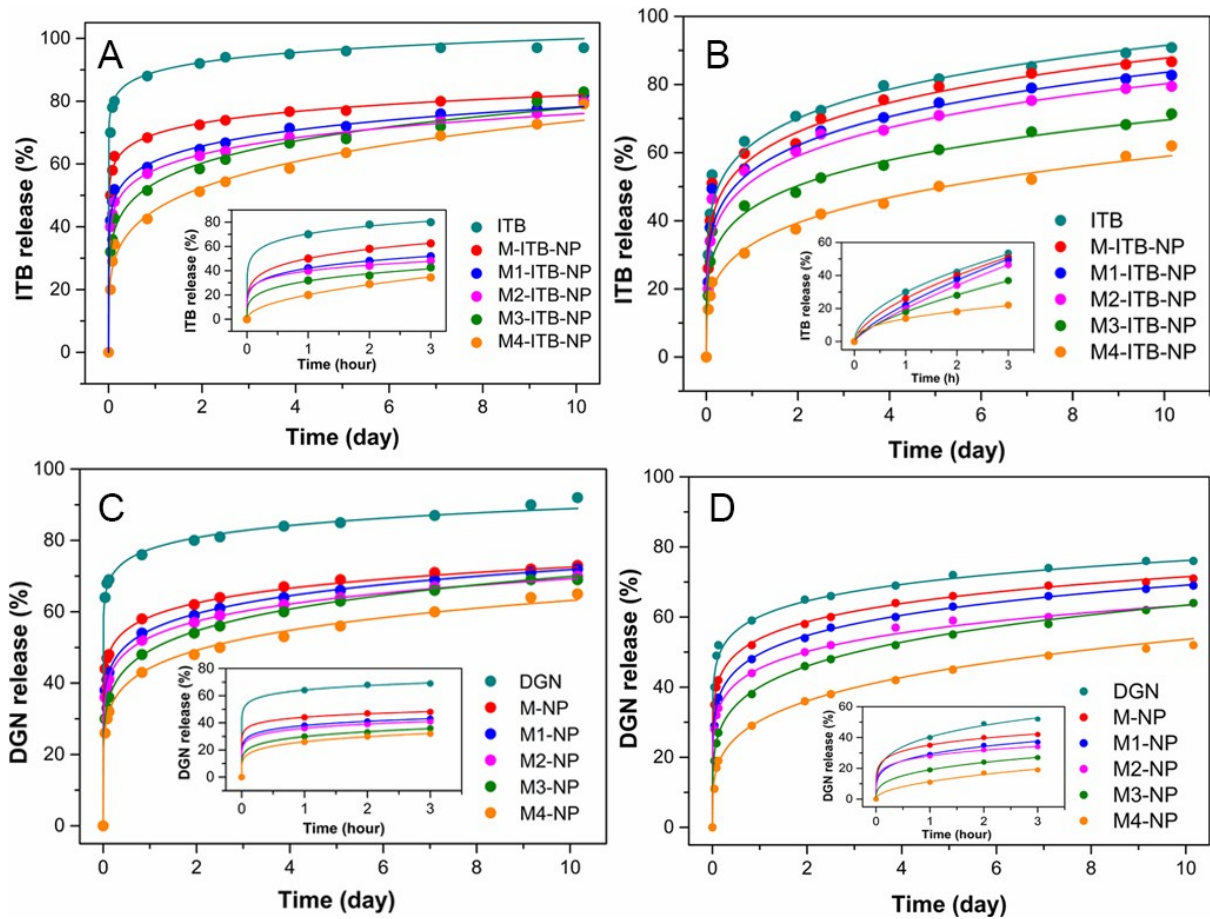 A
ITB release (%)
100
80
60
40
20
0
0 2 4 6 8 10
Time (day)
ITB
M-ITB-NP
M1-ITB-NP
M2-ITB-NP
M3-ITB-NP
M4-ITB-NP
ITB release (%)
80
60
40
20
0
0 1 2 3
Time (hour)
B
ITB release (%)
100
80
60
40
20
0
0 2 4 6 8 10
Time (day)
ITB
M-ITB-NP
M1-ITB-NP
M2-ITB-NP
M3-ITB-NP
M4-ITB-NP
ITB release (%)
60
40
20
0
0 1 2 3
Time (h)
C
DGN release (%)
100
80
60
40
20
0
0 2 4 6 8 10
Time (day)
DGN
M-NP
M1-NP
M2-NP
M3-NP
M4-NP
DGN release (%)
80
60
40
20
0
0 1 2 3
Time (hour)
D
DGN release (%)
100
80
60
40
20
0
0 2 4 6 8 10
Time (day)
DGN
M-NP
M1-NP
M2-NP
M3-NP
M4-NP
DGN release (%)
60
40
20
0
0 1 2 3
Time (hour)